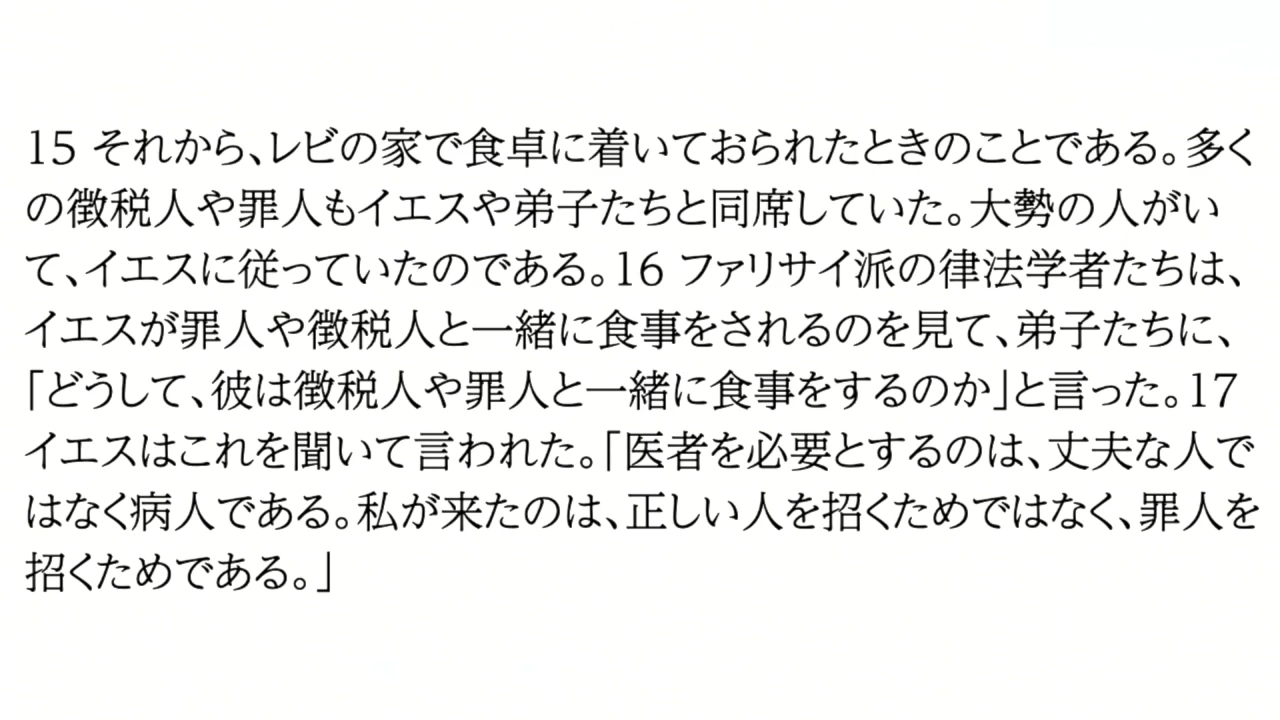 15 それから、レビの家で食卓に着いておられたときのことである。多く
の徴税人や罪人もイエスや弟子たちと同席していた。大勢の人がい
て、イエスに従っていたのである。16 ファリサイ派の律法学者たちは、
イエスが罪人や徴税人と一緒に食事をされるのを見て、弟子たちに、
「どうして、彼は徴税人や罪人と一緒に食事をするのか」と言った。17
イエスはこれを聞いて言われた。「医者を必要とするのは、丈夫な人で
はなく病人である。私が来たのは、正しい人を招くためではなく、罪人を
招くためである。」